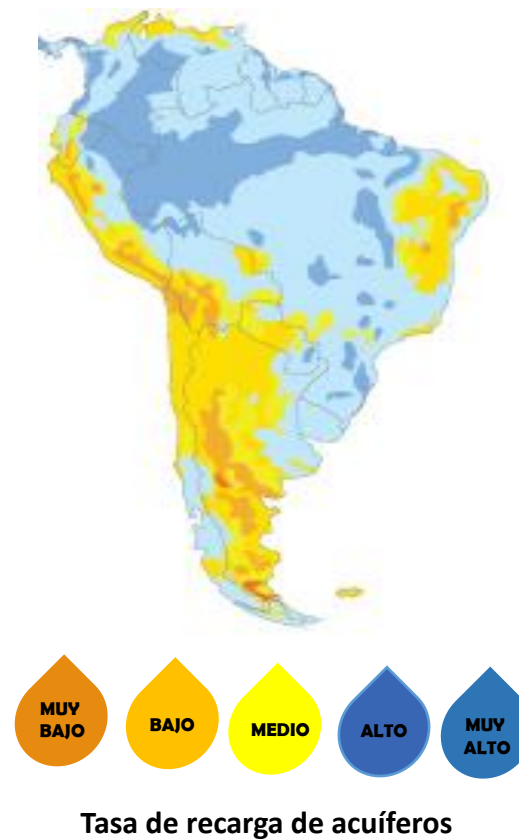 MUY
BAJO
BAJO
MEDIO
ALTO
MUY
ALTO
Tasa de recarga de acuíferos